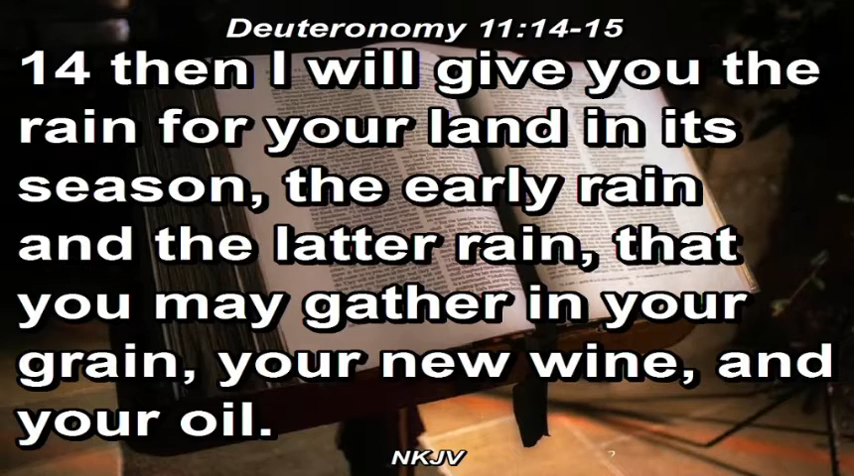 Deuteronomy 11:14-15
14 then I will give you the
rain for your land in its
season, the early rain
and the latter rain, that
you may gather in your
grain, your new wine, and
your oil.
NKJV